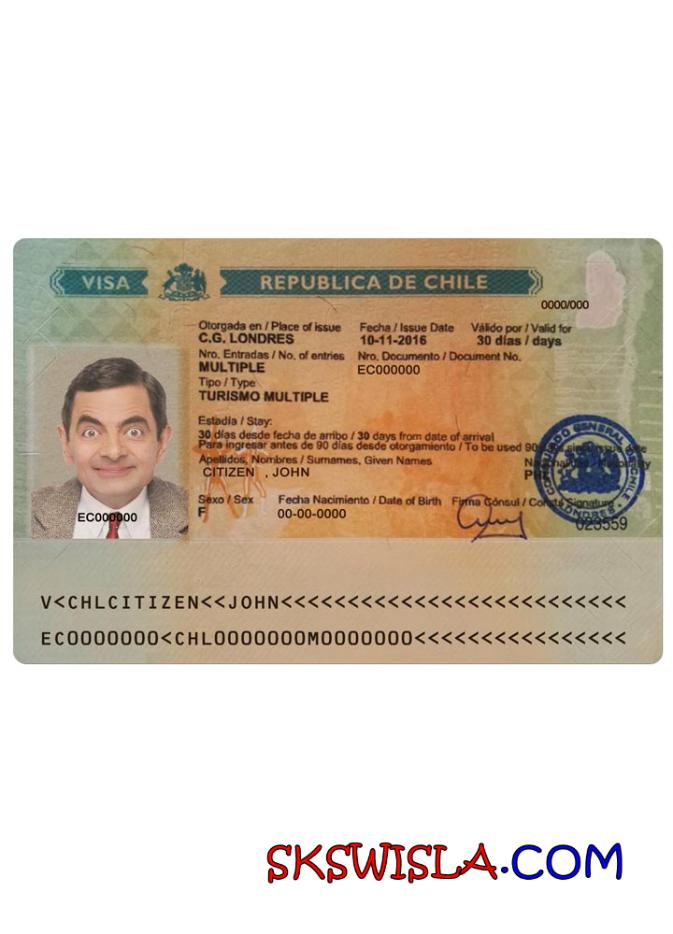 VISA REPUBLICA DE CHILE
0000/000
Otorgada en / Place of issue Fecha / Issue Date Válido por / Valid for
C.G. LONDRES 10-11-2016 30 días / days
Nro. Entradas / No. of entries Nro. Documento / Document No.
MULTIPLE EC000000
Tipo / Type
TURISMO MULTIPLE
Estadía / Stay:
30 días desde fecha de arribo / 30 days from date of arrival
Para ingresar antes de 90 días desde otorgamiento / To be used 90
Apellidos, Nombres / Surnames, Given Names
CITIZEN , JOHN
Sexo / Sex Fecha Nacimiento / Date of Birth Firma Cónsul / Consul Signature
F 00-00-0000
EC000000
CONSULADO GENERAL CHILE LONDRES
023559
V<CHLCITIZEN<<JOHN<<<<<<<<<<<<<<<<<<<<<<<<<<
EC0000000<CHL0000000M0000000<<<<<<<<<<<<<<<<
SKSWISLA.COM